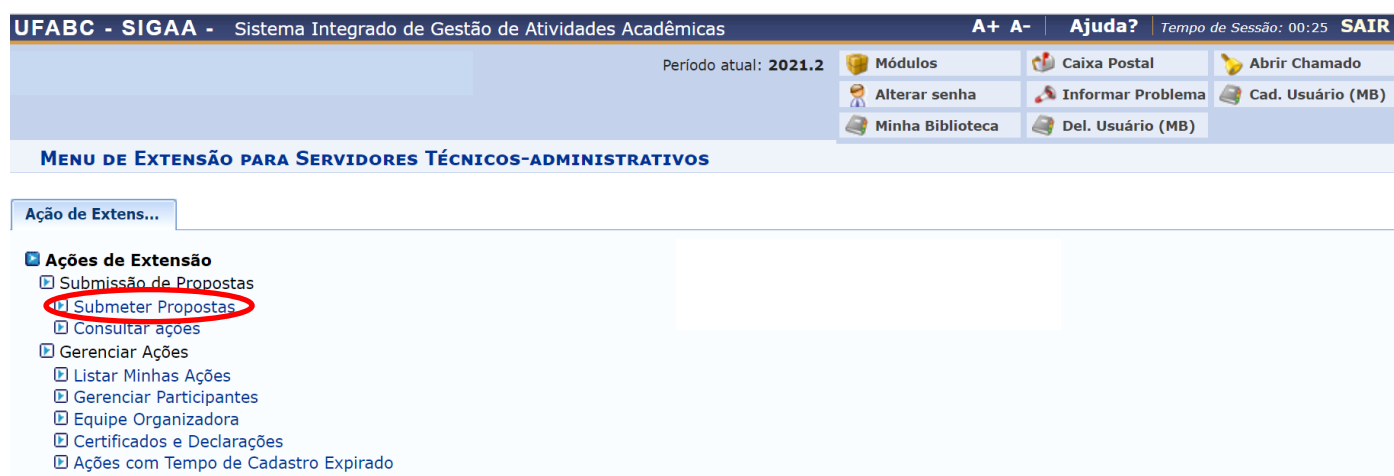 UFABC - SIGAA - Sistema Integrado de Gestão de Atividades Acadêmicas A+ A- | Ajuda? | Tempo de Sessão: 00:25 SAIR
Período atual: 2021.2 Módulos Caixa Postal Abrir Chamado
Alterar senha Informar Problema Cad. Usuário (MB)
Minha Biblioteca Del. Usuário (MB)
MENU DE EXTENSÃO PARA SERVIDORES TÉCNICOS-ADMINISTRATIVOS
Ação de Extens...
Ações de Extensão
Submissão de Propostas
Submeter Propostas
Consultar ações
Gerenciar Ações
Listar Minhas Ações
Gerenciar Participantes
Equipe Organizadora
Certificados e Declarações
Ações com Tempo de Cadastro Expirado